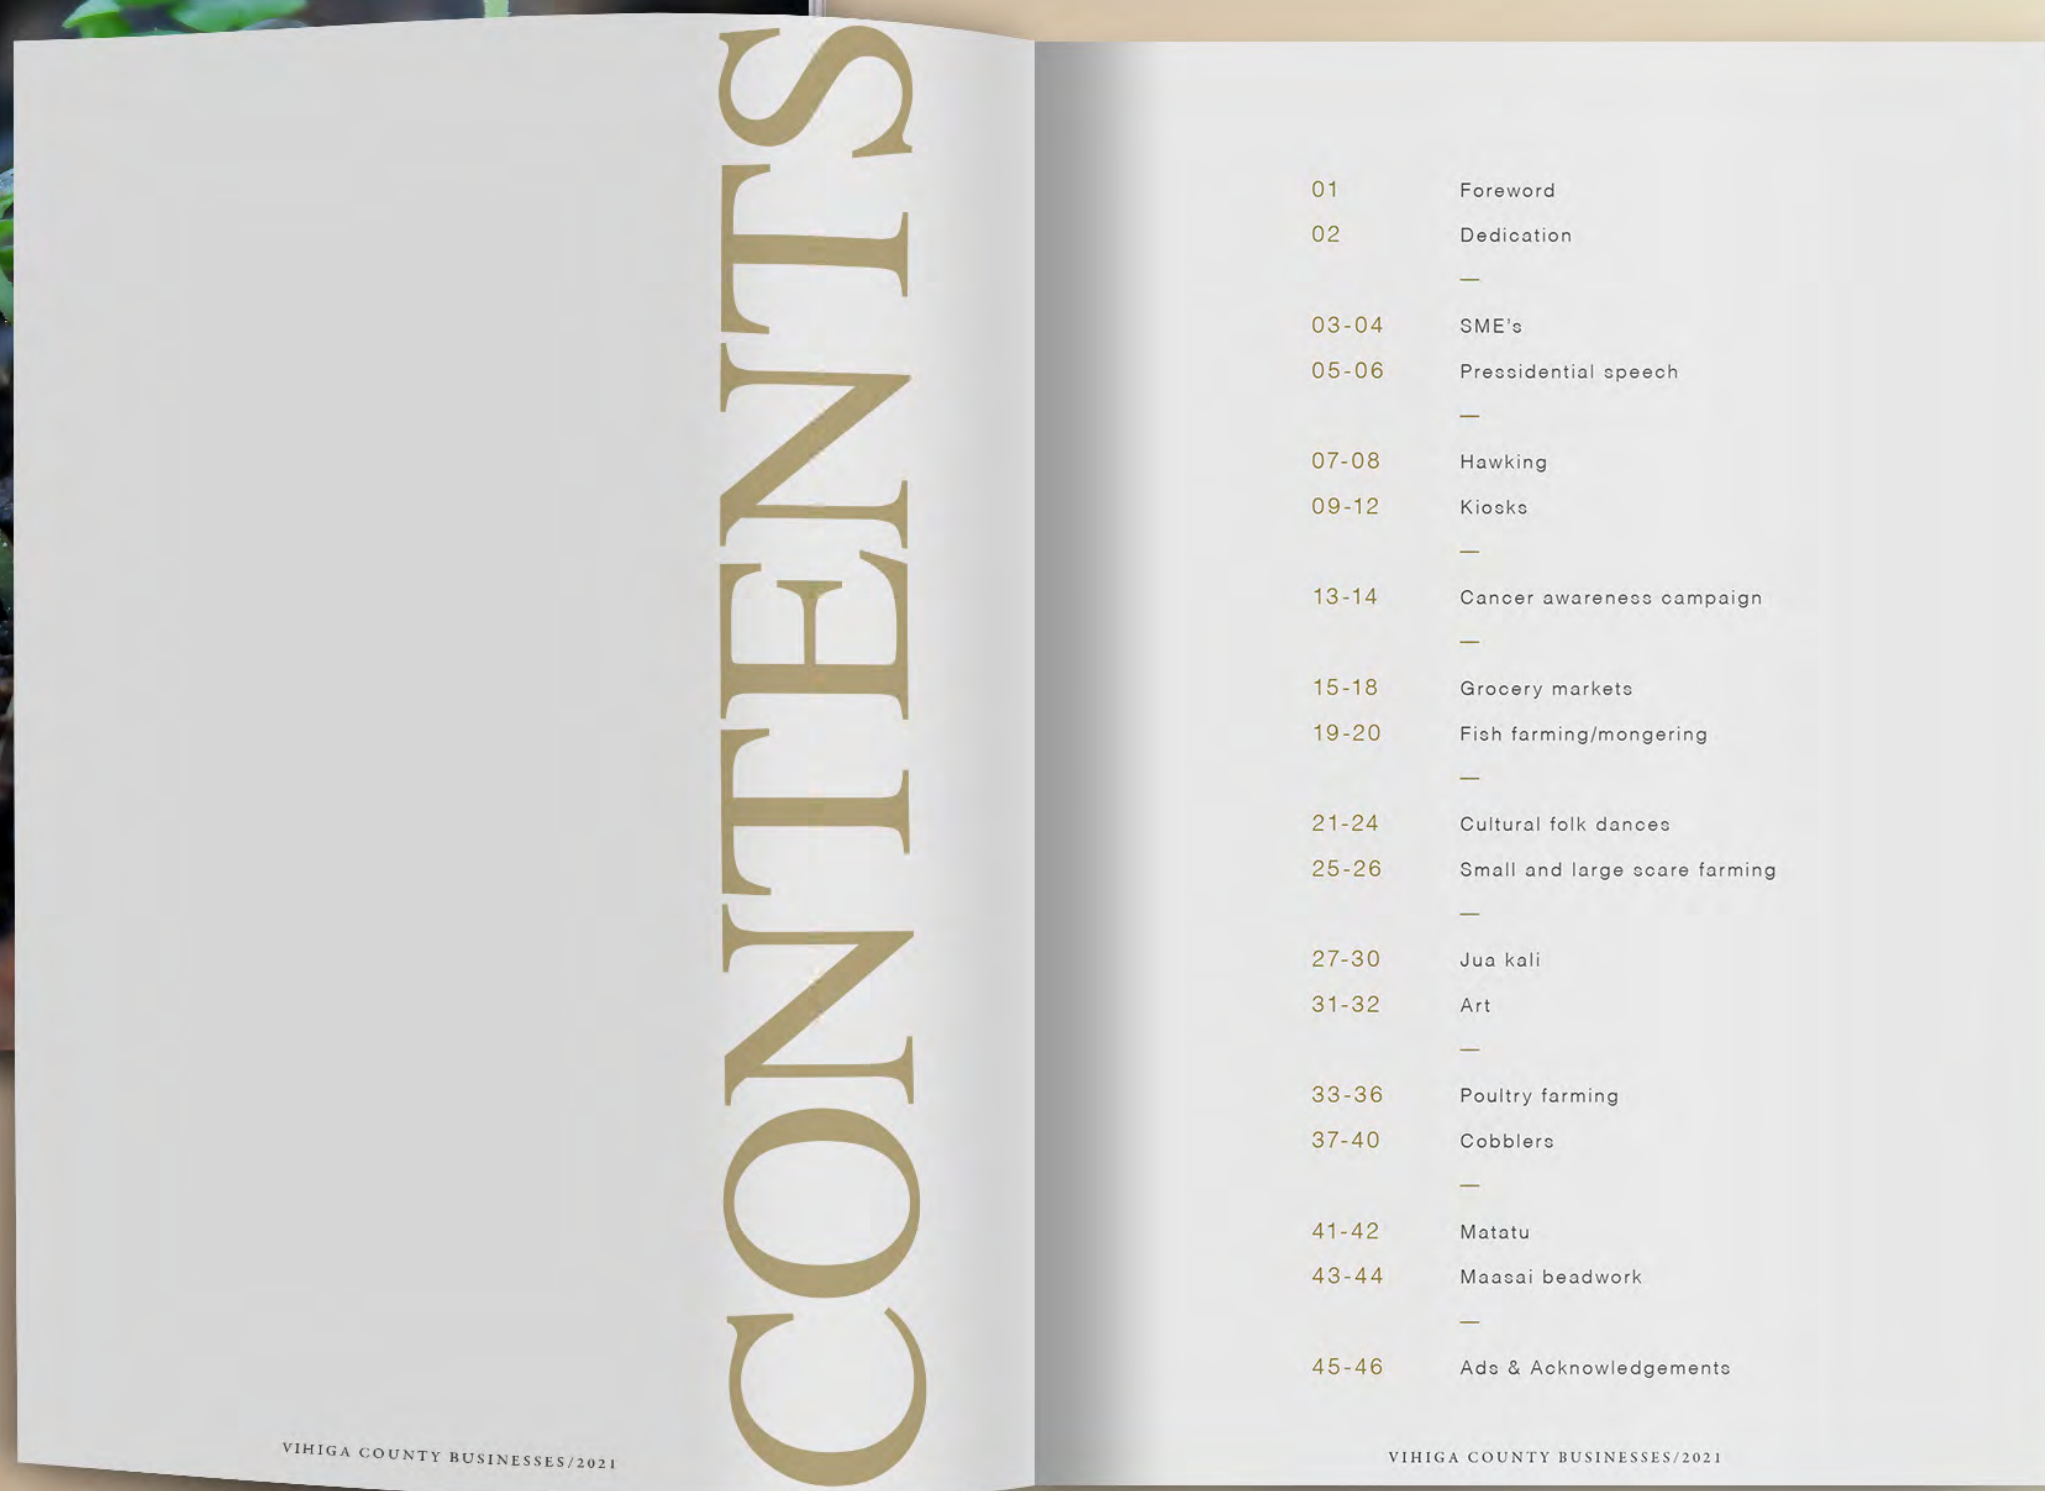 CONTENTS
VIHIGA COUNTY BUSINESSES/2021
01 Foreword
02 Dedication
—
03-04 SME's
05-06 Pressidential speech
—
07-08 Hawking
09-12 Kiosks
—
13-14 Cancer awareness campaign
—
15-18 Grocery markets
19-20 Fish farming/mongering
—
21-24 Cultural folk dances
25-26 Small and large scare farming
—
27-30 Jua kali
31-32 Art
—
33-36 Poultry farming
37-40 Cobblers
—
41-42 Matatu
43-44 Maasai beadwork
—
45-46 Ads & Acknowledgements
VIHIGA COUNTY BUSINESSES/2021